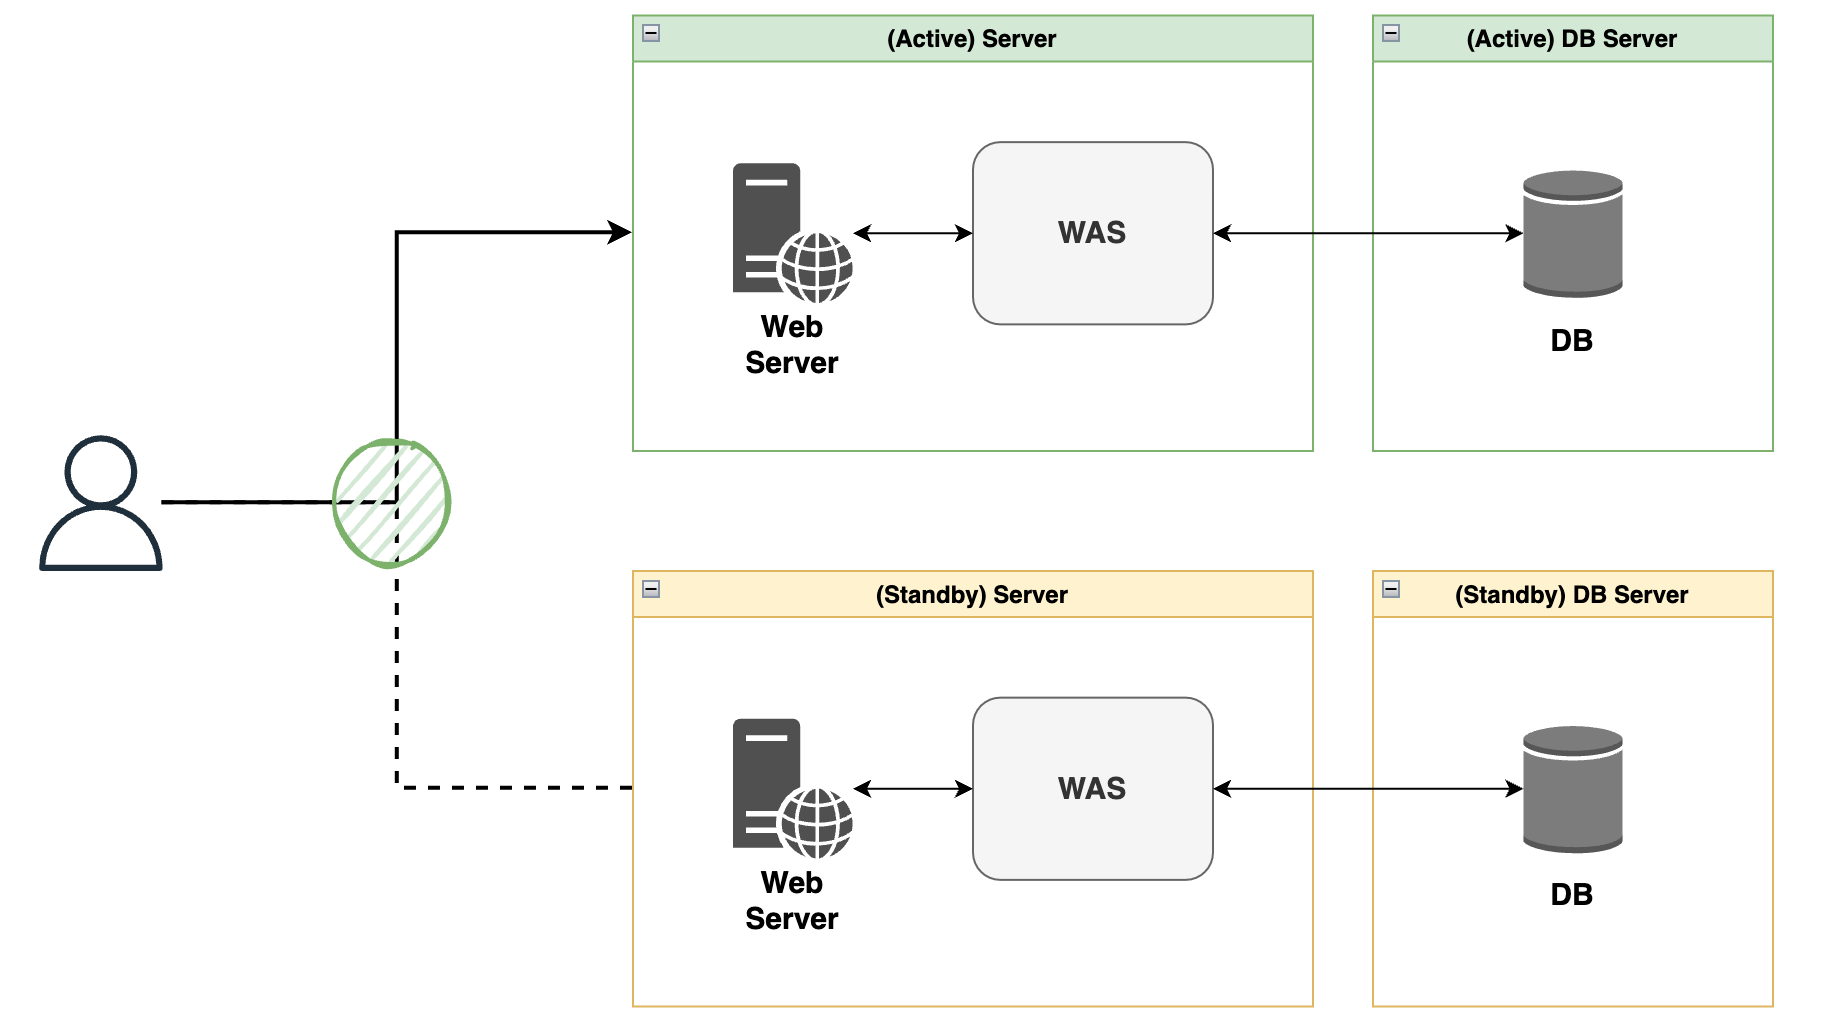 (Active) Server
(Active) DB Server
WAS
Web
Server
DB
(Standby) Server
(Standby) DB Server
WAS
Web
Server
DB